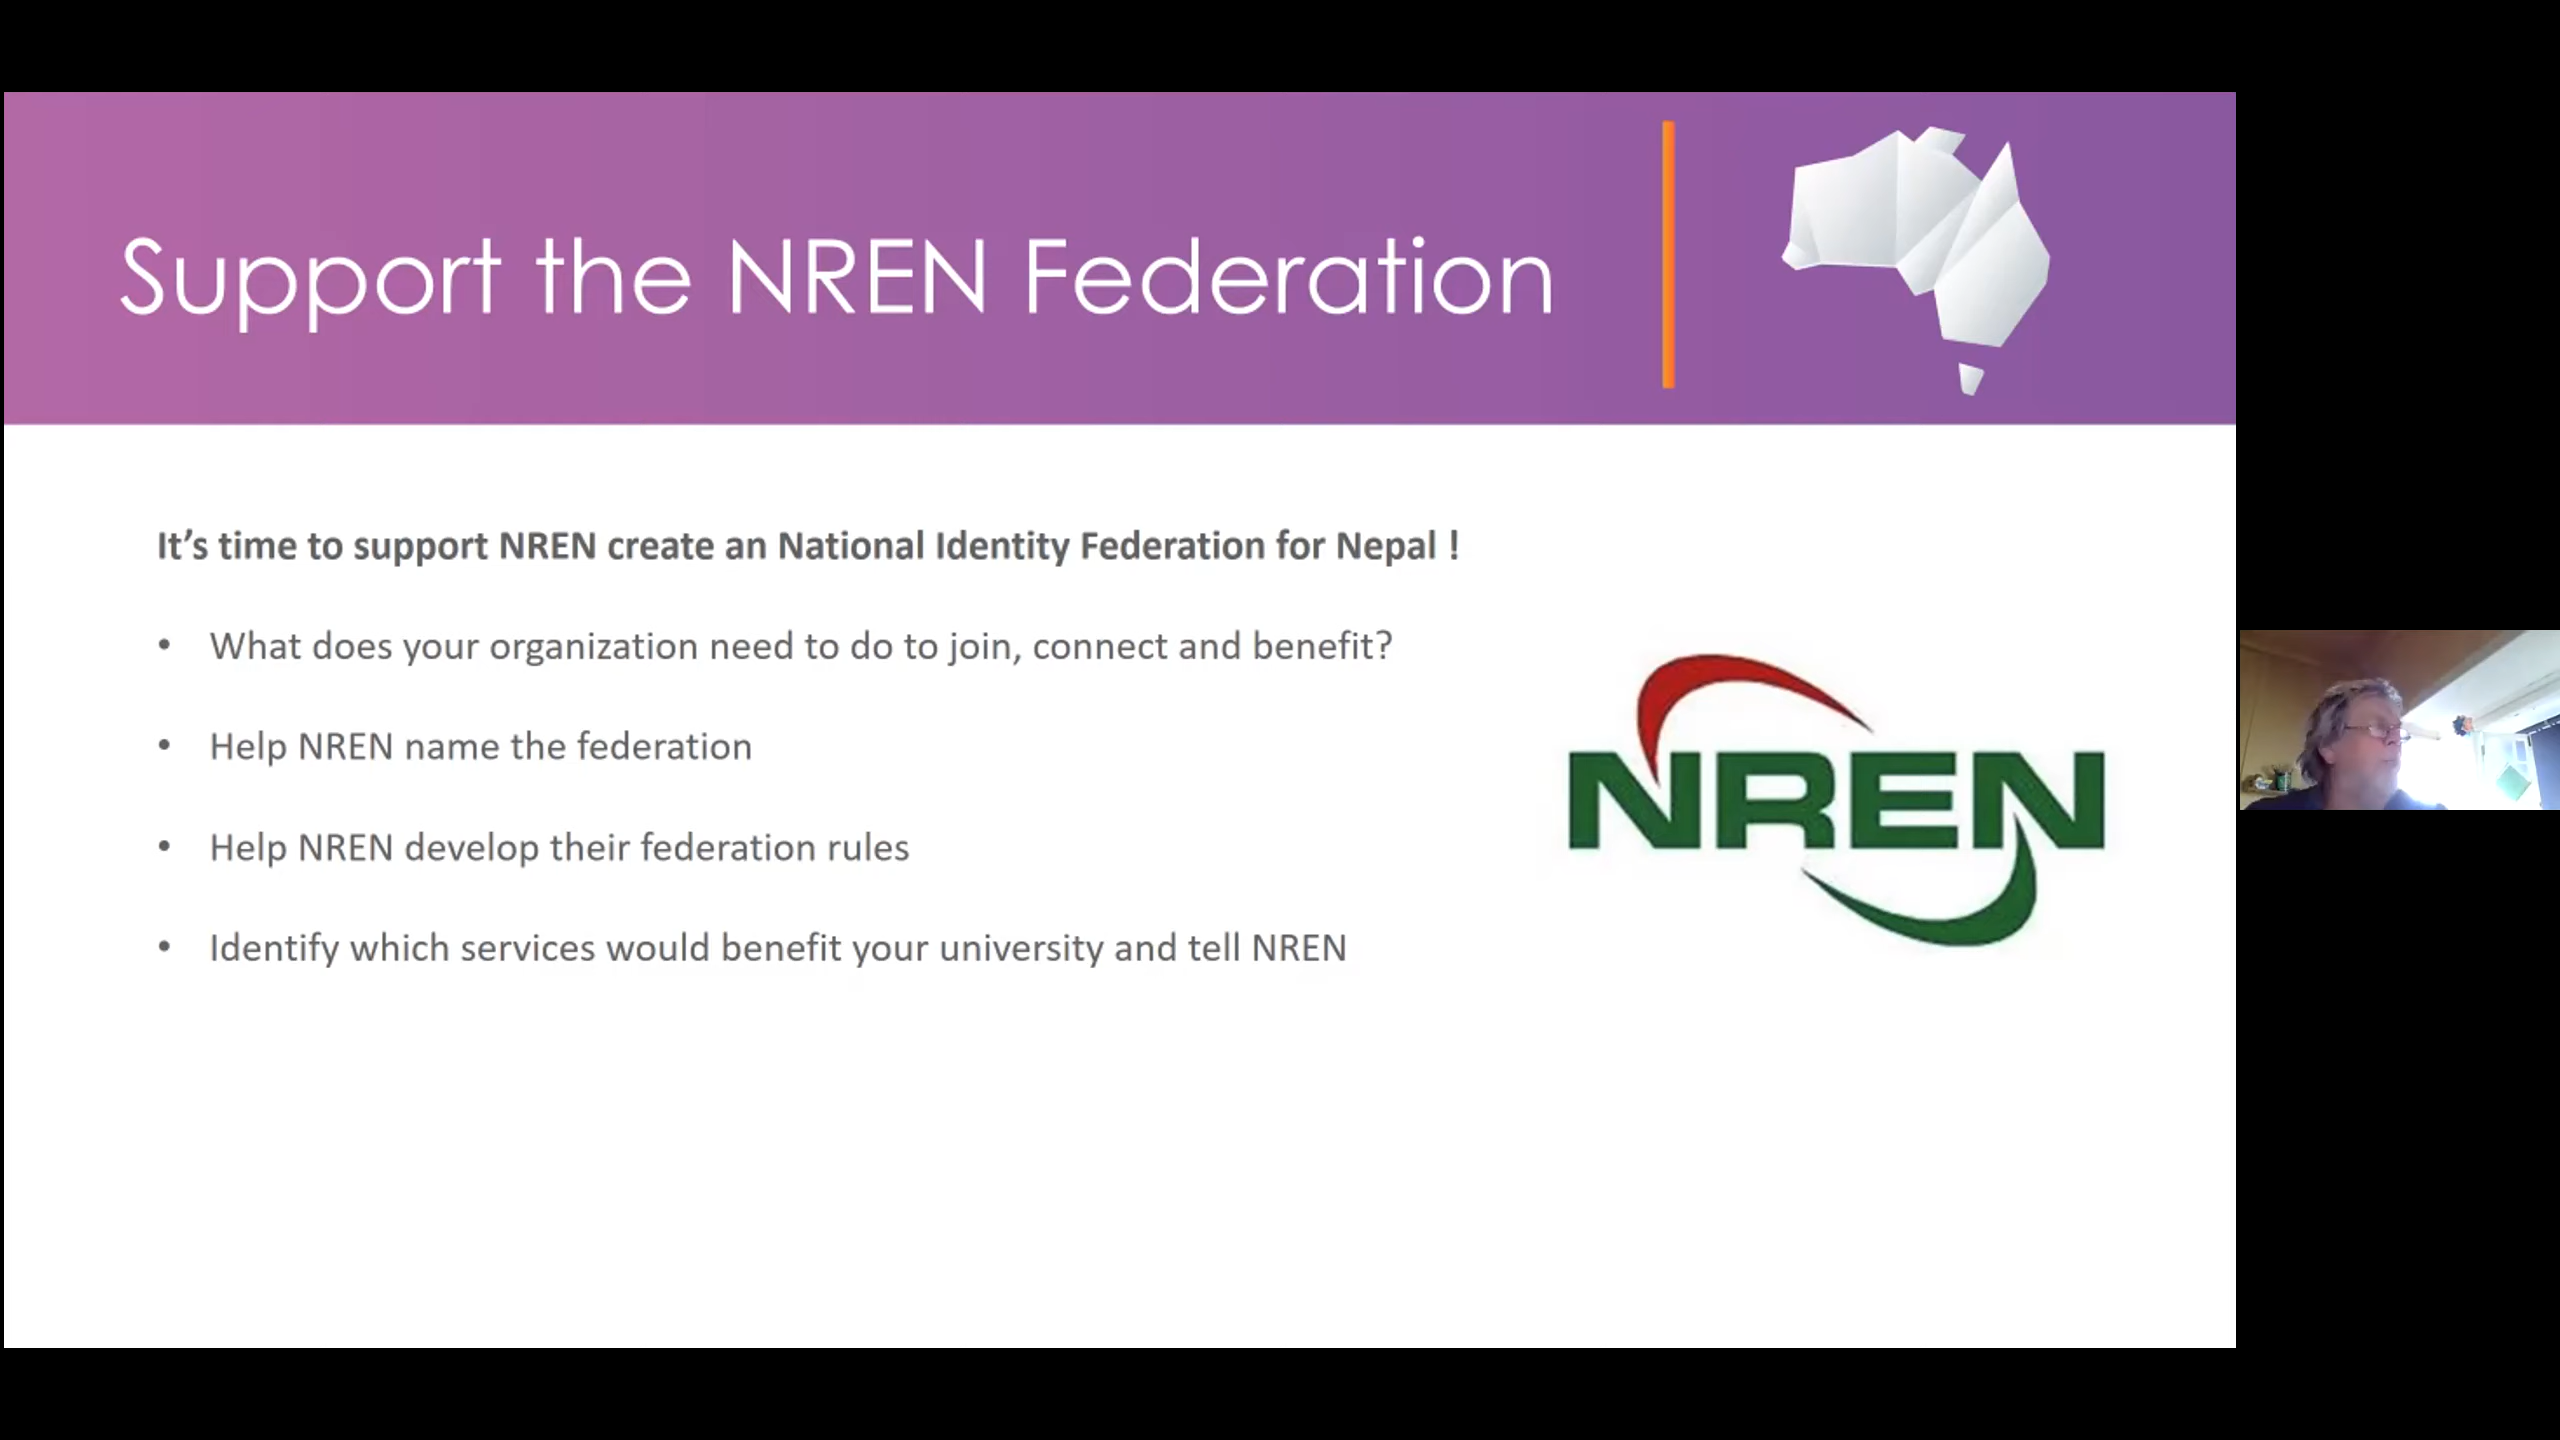 Support the NREN Federation
It’s time to support NREN create an National Identity Federation for Nepal !
• What does your organization need to do to join, connect and benefit?
• Help NREN name the federation
• Help NREN develop their federation rules
• Identify which services would benefit your university and tell NREN
NREN